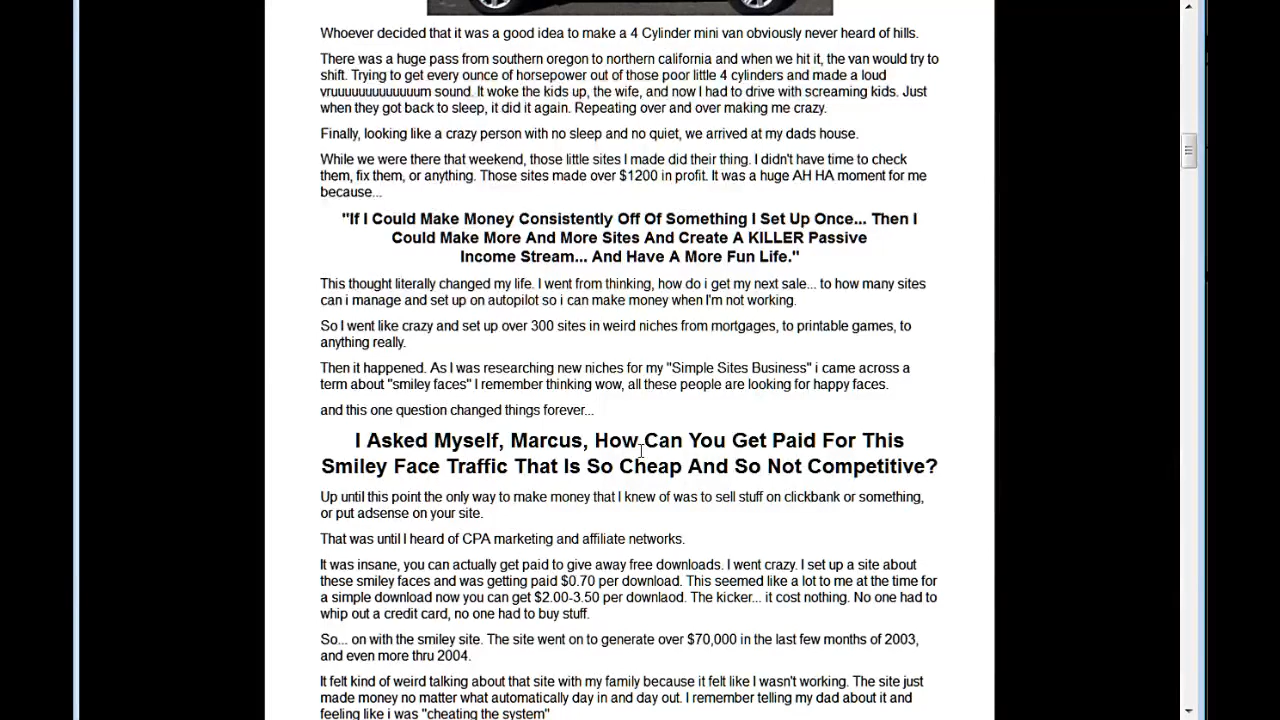 Whoever decided that it was a good idea to make a 4 Cylinder mini van obviously never heard of hills.
There was a huge pass from southern oregon to northern california and when we hit it, the van would try to
shift. Trying to get every ounce of horsepower out of those poor little 4 cylinders and made a loud
vruuuuuuuuuuuum sound. It woke the kids up, the wife, and now I had to drive with screaming kids. Just
when they got back to sleep, it did it again. Repeating over and over making me crazy.
Finally, looking like a crazy person with no sleep and no quiet, we arrived at my dads house.
While we were there that weekend, those little sites I made did their thing. I didn't have time to check
them, fix them, or anything. Those sites made over $1200 in profit. It was a huge AH HA moment for me
because...
"If I Could Make Money Consistently Off Of Something I Set Up Once... Then I
Could Make More And More Sites And Create A KILLER Passive
Income Stream... And Have A More Fun Life."
This thought literally changed my life. I went from thinking, how do i get my next sale... to how many sites
can i manage and set up on autopilot so i can make money when I'm not working.
So I went like crazy and set up over 300 sites in weird niches from mortgages, to printable games, to
anything really.
Then it happened. As I was researching new niches for my "Simple Sites Business" i came across a
term about "smiley faces" I remember thinking wow, all these people are looking for happy faces.
and this one question changed things forever...
I Asked Myself, Marcus, How Can You Get Paid For This
Smiley Face Traffic That Is So Cheap And So Not Competitive?
Up until this point the only way to make money that I knew of was to sell stuff on clickbank or something,
or put adsense on your site.
That was until I heard of CPA marketing and affiliate networks.
It was insane, you can actually get paid to give away free downloads. I went crazy. I set up a site about
these smiley faces and was getting paid $0.70 per download. This seemed like a lot to me at the time for
a simple download now you can get $2.00-3.50 per downlaod. The kicker... it cost nothing. No one had to
whip out a credit card, no one had to buy stuff.
So... on with the smiley site. The site went on to generate over $70,000 in the last few months of 2003,
and even more thru 2004.
It felt kind of weird talking about that site with my family because it felt like I wasn't working. The site just
made money no matter what automatically day in and day out. I remember telling my dad about it and
feeling like i was "cheating the system"